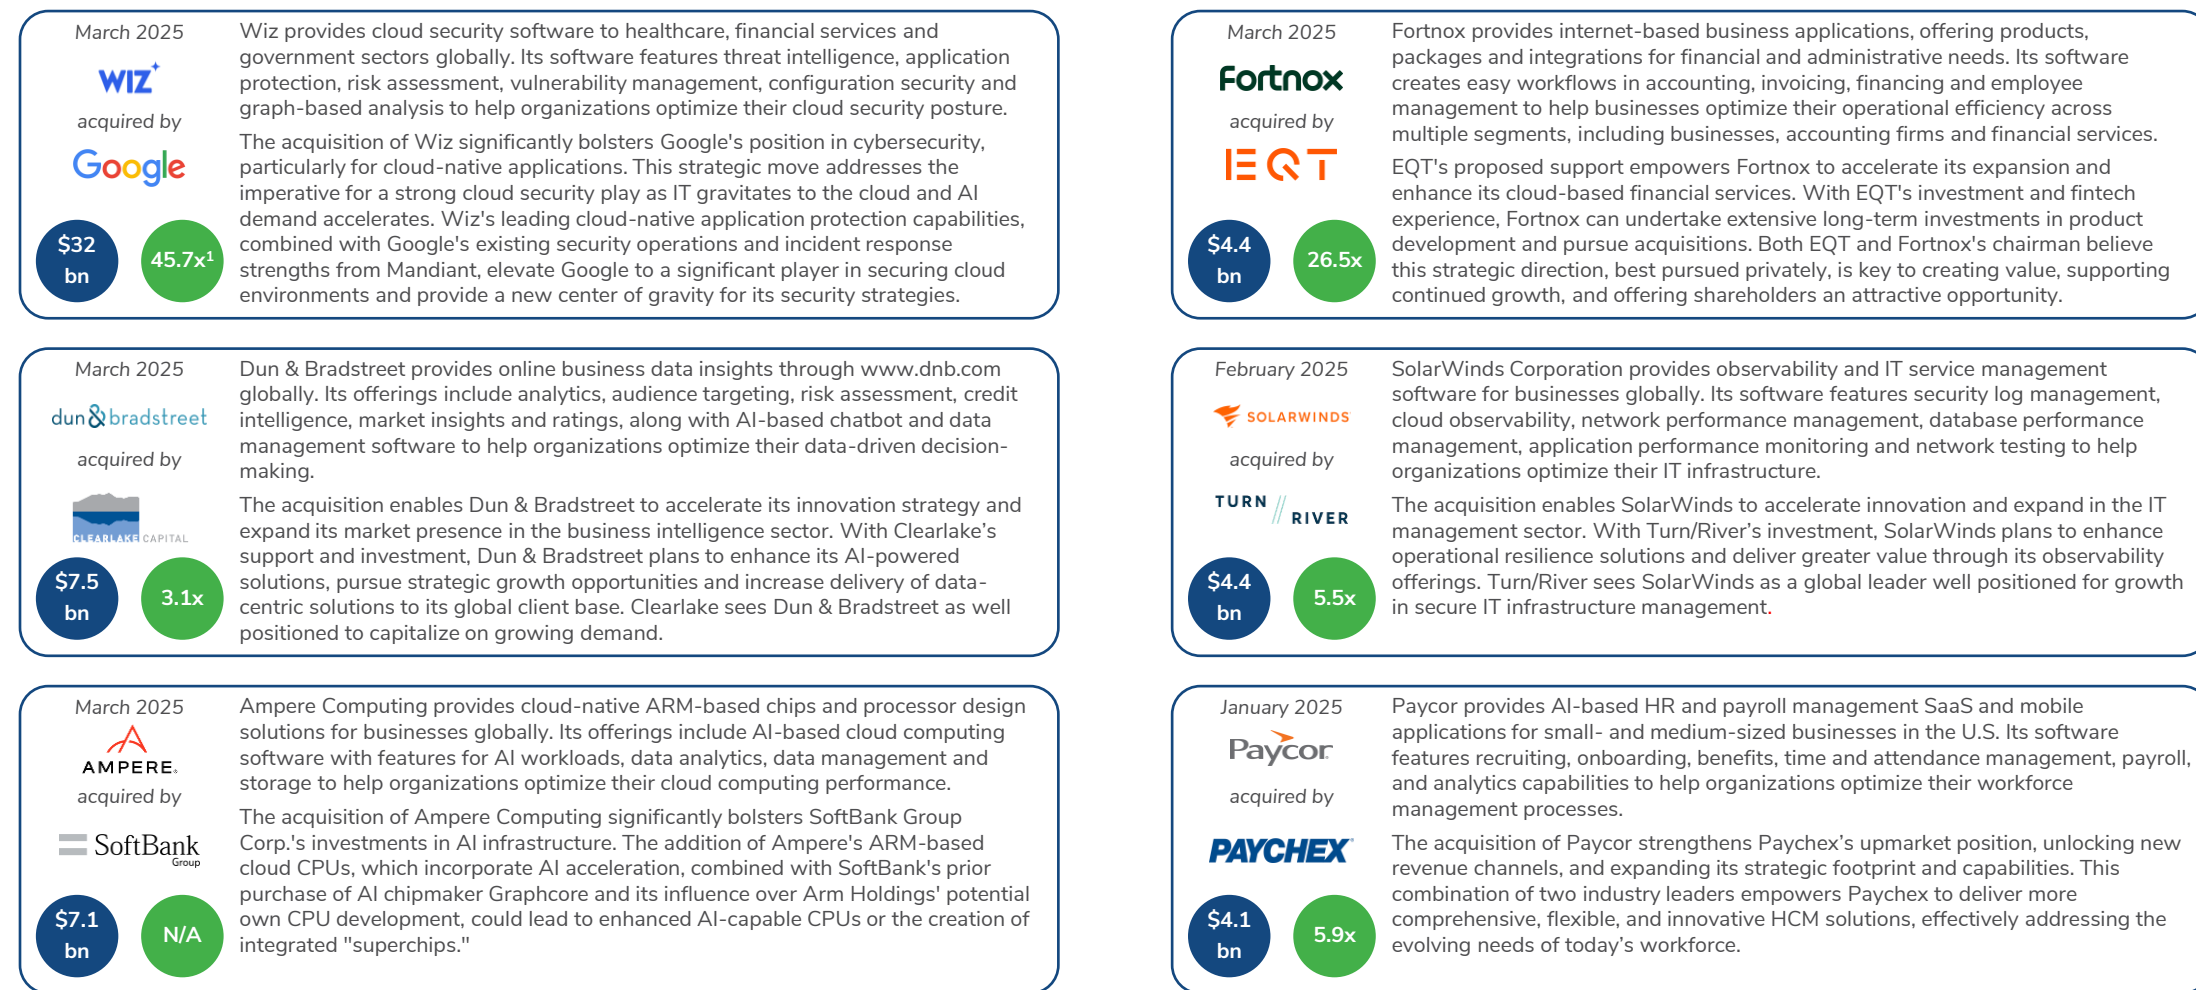 March 2025
WIZ
acquired by
Google
$32
bn
45.7x¹
Wiz provides cloud security software to healthcare, financial services and
government sectors globally. Its software features threat intelligence, application
protection, risk assessment, vulnerability management, configuration security and
graph-based analysis to help organizations optimize their cloud security posture.
The acquisition of Wiz significantly bolsters Google's position in cybersecurity,
particularly for cloud-native applications. This strategic move addresses the
imperative for a strong cloud security play as IT gravitates to the cloud and AI
demand accelerates. Wiz's leading cloud-native application protection capabilities,
combined with Google's existing security operations and incident response
strengths from Mandiant, elevate Google to a significant player in securing cloud
environments and provide a new center of gravity for its security strategies.
March 2025
Fortnox
acquired by
EQT
$4.4
bn
26.5x
Fortnox provides internet-based business applications, offering products,
packages and integrations for financial and administrative needs. Its software
creates easy workflows in accounting, invoicing, financing and employee
management to help businesses optimize their operational efficiency across
multiple segments, including businesses, accounting firms and financial services.
EQT's proposed support empowers Fortnox to accelerate its expansion and
enhance its cloud-based financial services. With EQT's investment and fintech
experience, Fortnox can undertake extensive long-term investments in product
development and pursue acquisitions. Both EQT and Fortnox's chairman believe
this strategic direction, best pursued privately, is key to creating value, supporting
continued growth, and offering shareholders an attractive opportunity.
March 2025
dun & bradstreet
acquired by
CLEARLAKE CAPITAL
$7.5
bn
3.1x
Dun & Bradstreet provides online business data insights through www.dnb.com
globally. Its offerings include analytics, audience targeting, risk assessment, credit
intelligence, market insights and ratings, along with AI-based chatbot and data
management software to help organizations optimize their data-driven decision-
making.
The acquisition enables Dun & Bradstreet to accelerate its innovation strategy and
expand its market presence in the business intelligence sector. With Clearlake’s
support and investment, Dun & Bradstreet plans to enhance its AI-powered
solutions, pursue strategic growth opportunities and increase delivery of data-
centric solutions to its global client base. Clearlake sees Dun & Bradstreet as well
positioned to capitalize on growing demand.
February 2025
SOLARWINDS
acquired by
TURN // RIVER
$4.4
bn
5.5x
SolarWinds Corporation provides observability and IT service management
software for businesses globally. Its software features security log management,
cloud observability, network performance management, database performance
management, application performance monitoring and network testing to help
organizations optimize their IT infrastructure.
The acquisition enables SolarWinds to accelerate innovation and expand in the IT
management sector. With Turn/River’s investment, SolarWinds plans to enhance
operational resilience solutions and deliver greater value through its observability
offerings. Turn/River sees SolarWinds as a global leader well positioned for growth
in secure IT infrastructure management.
March 2025
AMPERE.
acquired by
SoftBank
Group
$7.1
bn
N/A
Ampere Computing provides cloud-native ARM-based chips and processor design
solutions for businesses globally. Its offerings include AI-based cloud computing
software with features for AI workloads, data analytics, data management and
storage to help organizations optimize their cloud computing performance.
The acquisition of Ampere Computing significantly bolsters SoftBank Group
Corp.'s investments in AI infrastructure. The addition of Ampere's ARM-based
cloud CPUs, which incorporate AI acceleration, combined with SoftBank's prior
purchase of AI chipmaker Graphcore and its influence over Arm Holdings' potential
own CPU development, could lead to enhanced AI-capable CPUs or the creation of
integrated "superchips."
January 2025
Paycor
acquired by
PAYCHEX
$4.1
bn
5.9x
Paycor provides AI-based HR and payroll management SaaS and mobile
applications for small- and medium-sized businesses in the U.S. Its software
features recruiting, onboarding, benefits, time and attendance management, payroll,
and analytics capabilities to help organizations optimize their workforce
management processes.
The acquisition of Paycor strengthens Paychex’s upmarket position, unlocking new
revenue channels, and expanding its strategic footprint and capabilities. This
combination of two industry leaders empowers Paychex to deliver more
comprehensive, flexible, and innovative HCM solutions, effectively addressing the
evolving needs of today’s workforce.